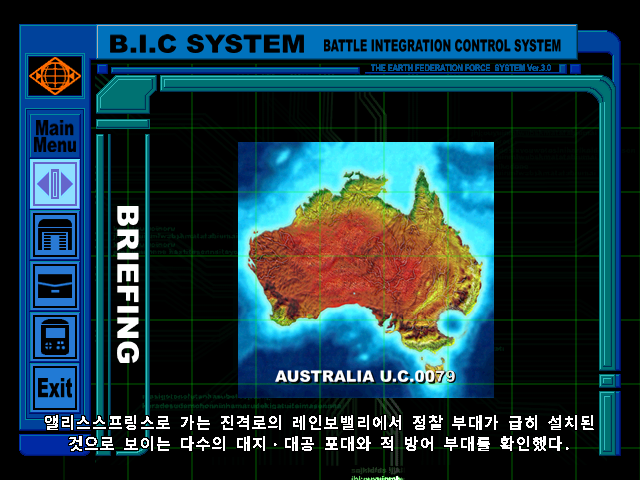 B.I.C SYSTEM BATTLE INTEGRATION CONTROL SYSTEM
THE EARTH FEDERATION FORCE SYSTEM Ver.3.0
Main
Menu
BRIEFING
Exit
AUSTRALIA U.C.0079
앨리스스프링스로 가는 진격로의 레인보밸리에서 정찰 부대가 급히 설치된
것으로 보이는 다수의 대지·대공 포대와 적 방어 부대를 확인했다.